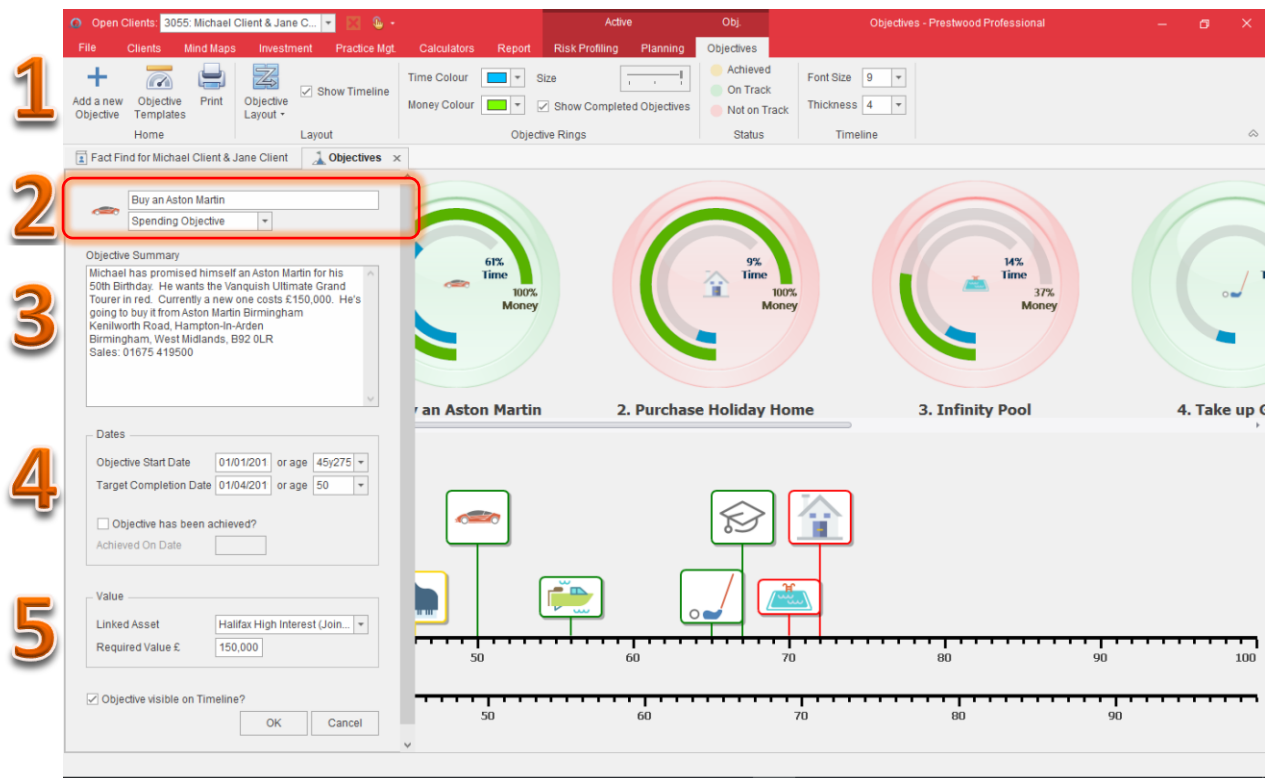 Open Clients: 3055: Michael Client & Jane C...
Active
Obj.
Objectives - Prestwood Professional
File
Clients
Mind Maps
Investment
Practice Mgt.
Calculators
Report
Risk Profiling
Planning
Objectives
1
Add a new Objective
Objective Templates
Print
Home
Objective Layout
Show Timeline
Layout
Time Colour
Money Colour
Size
Show Completed Objectives
Objective Rings
Achieved
On Track
Not on Track
Status
Font Size 9
Thickness 4
Timeline
Fact Find for Michael Client & Jane Client
Objectives
2
Buy an Aston Martin
Spending Objective
3
Objective Summary
Michael has promised himself an Aston Martin for his
50th Birthday. He wants the Vanquish Ultimate Grand
Tourer in red. Currently a new one costs £150,000. He's
going to buy it from Aston Martin Birmingham
Kenilworth Road, Hampton-In-Arden
Birmingham, West Midlands, B92 0LR
Sales: 01675 419500
61%
Time
100%
Money
9%
Time
100%
Money
14%
Time
37%
Money
an Aston Martin
2. Purchase Holiday Home
3. Infinity Pool
4. Take up
4
Dates
Objective Start Date 01/01/201 or age 45y275
Target Completion Date 01/04/201 or age 50
Objective has been achieved?
Achieved On Date
5
Value
Linked Asset Halifax High Interest (Join...
Required Value £ 150,000
Objective visible on Timeline?
OK
Cancel
50 60 70 80 90 100
50 60 70 80 90